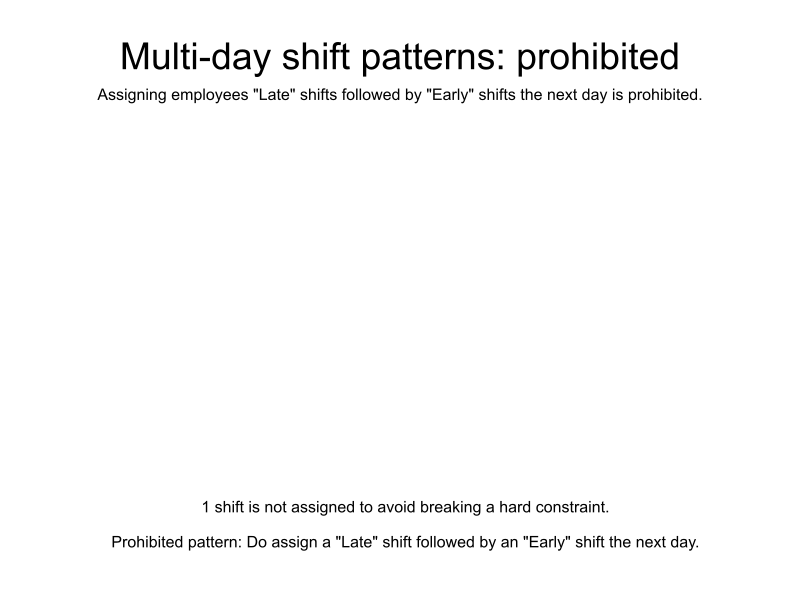 Multi-day shift patterns: prohibited
Assigning employees "Late" shifts followed by "Early" shifts the next day is prohibited.
1 shift is not assigned to avoid breaking a hard constraint.
Prohibited pattern: Do assign a "Late" shift followed by an "Early" shift the next day.